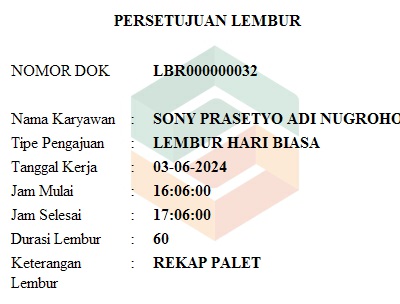 PERSETUJUAN LEMBUR
NOMOR DOK LBR000000032
Nama Karyawan : SONY PRASETYO ADI NUGROHO
Tipe Pengajuan : LEMBUR HARI BIASA
Tanggal Kerja : 03-06-2024
Jam Mulai : 16:06:00
Jam Selesai : 17:06:00
Durasi Lembur : 60
Keterangan : REKAP PALET
Lembur